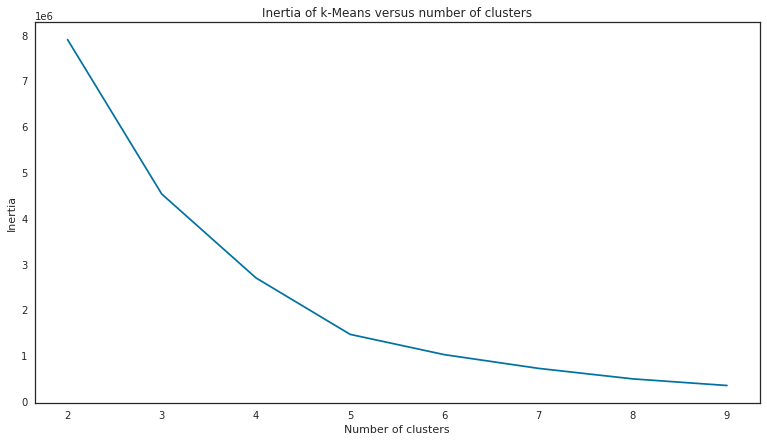 Inertia of k-Means versus number of clusters
1e6
8
7
6
5
4
3
2
1
0
Inertia
2 3 4 5 6 7 8 9
Number of clusters